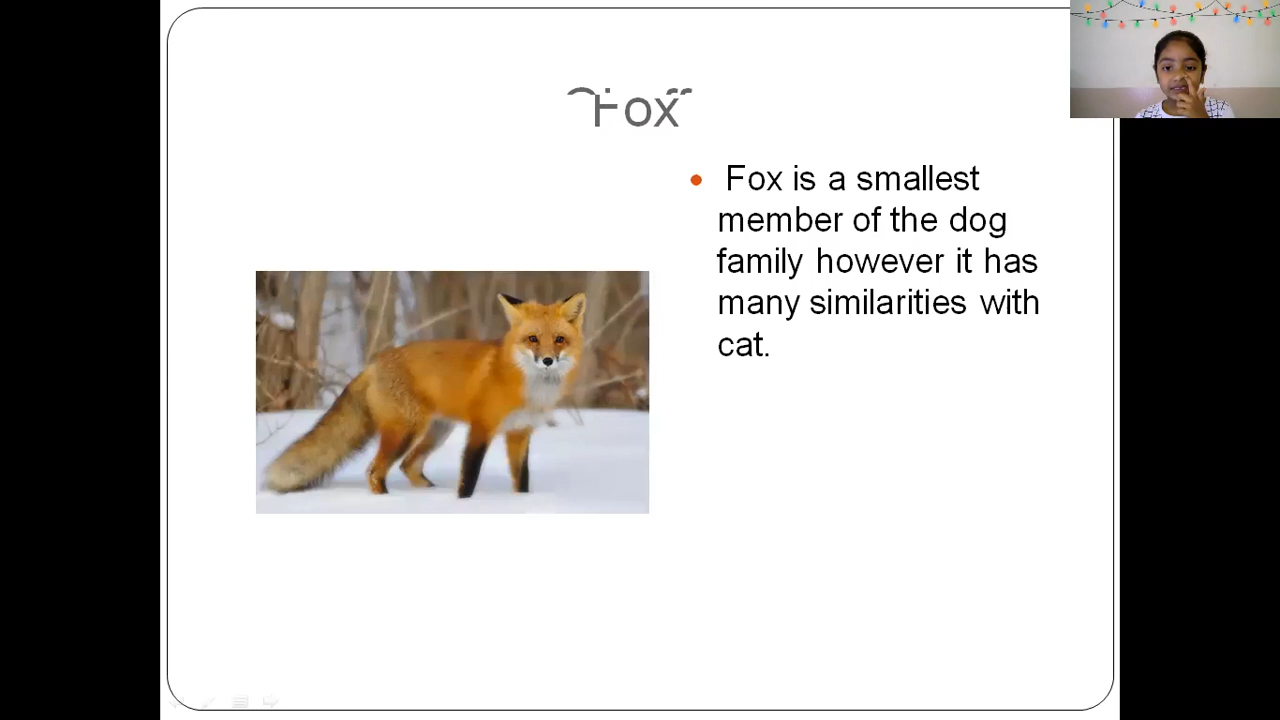 Fox
• Fox is a smallest
member of the dog
family however it has
many similarities with
cat.